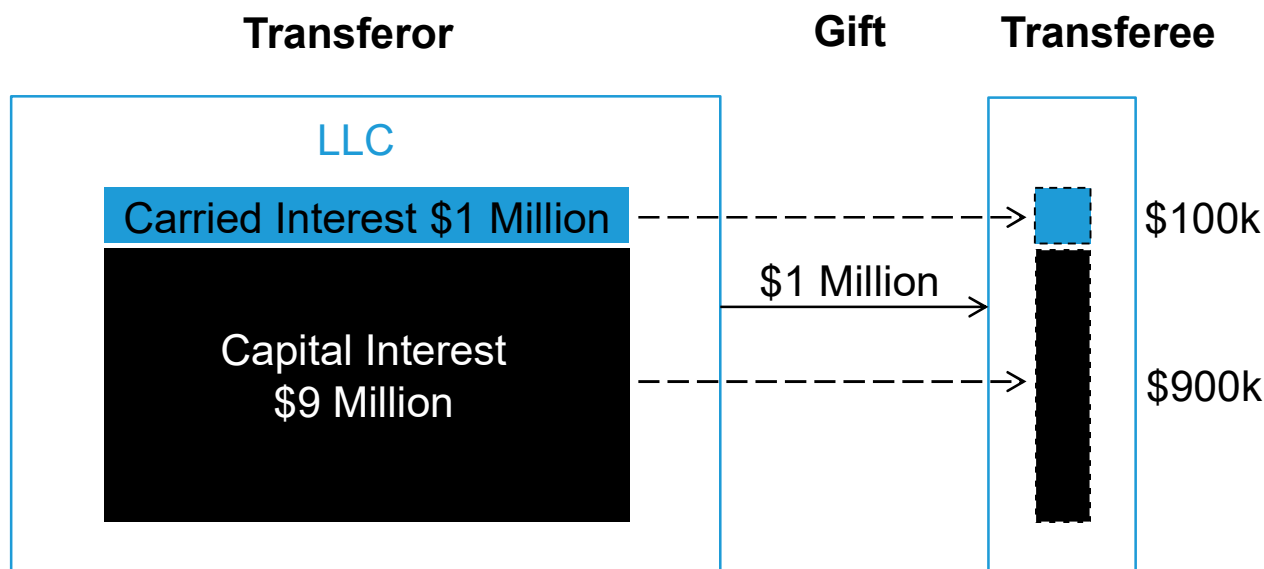 Transferor
Gift
Transferee
LLC
Carried Interest $1 Million
$100k
$1 Million
Capital Interest
$9 Million
$900k